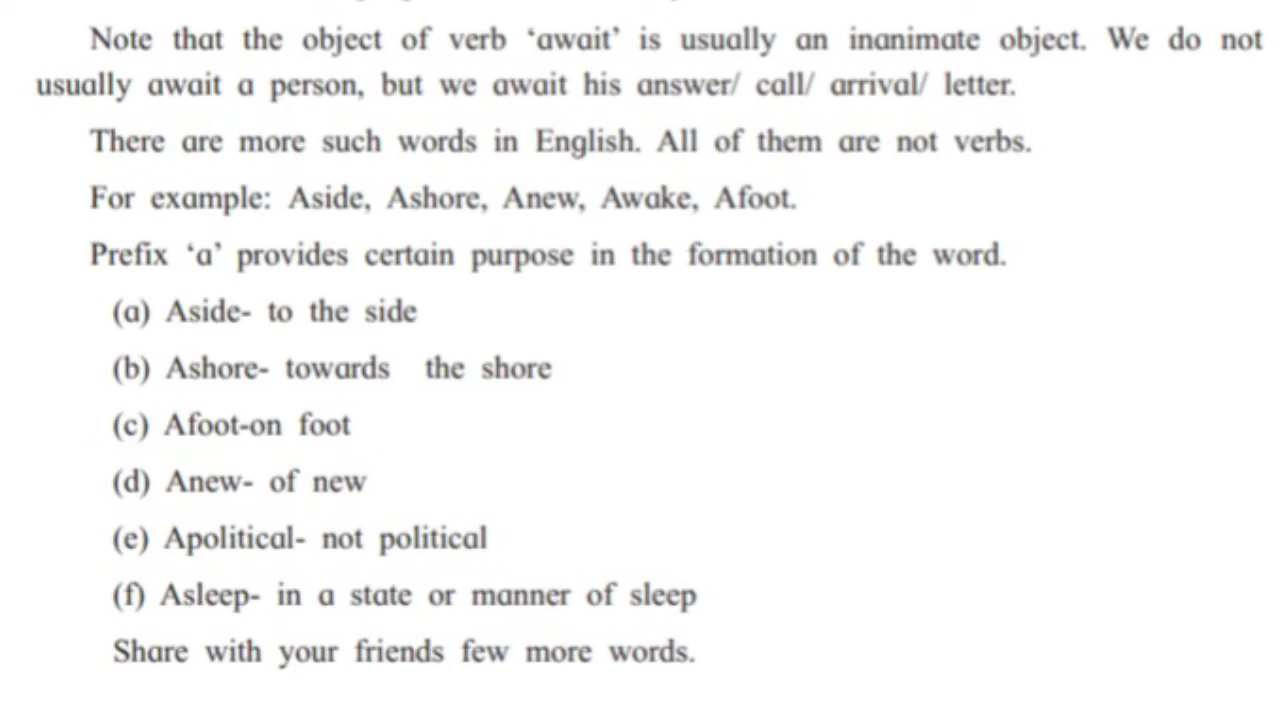 Note that the object of verb ‘await’ is usually an inanimate object. We do not
usually await a person, but we await his answer/ call/ arrival/ letter.
There are more such words in English. All of them are not verbs.
For example: Aside, Ashore, Anew, Awake, Afoot.
Prefix ‘a’ provides certain purpose in the formation of the word.
(a) Aside- to the side
(b) Ashore- towards the shore
(c) Afoot-on foot
(d) Anew- of new
(e) Apolitical- not political
(f) Asleep- in a state or manner of sleep
Share with your friends few more words.